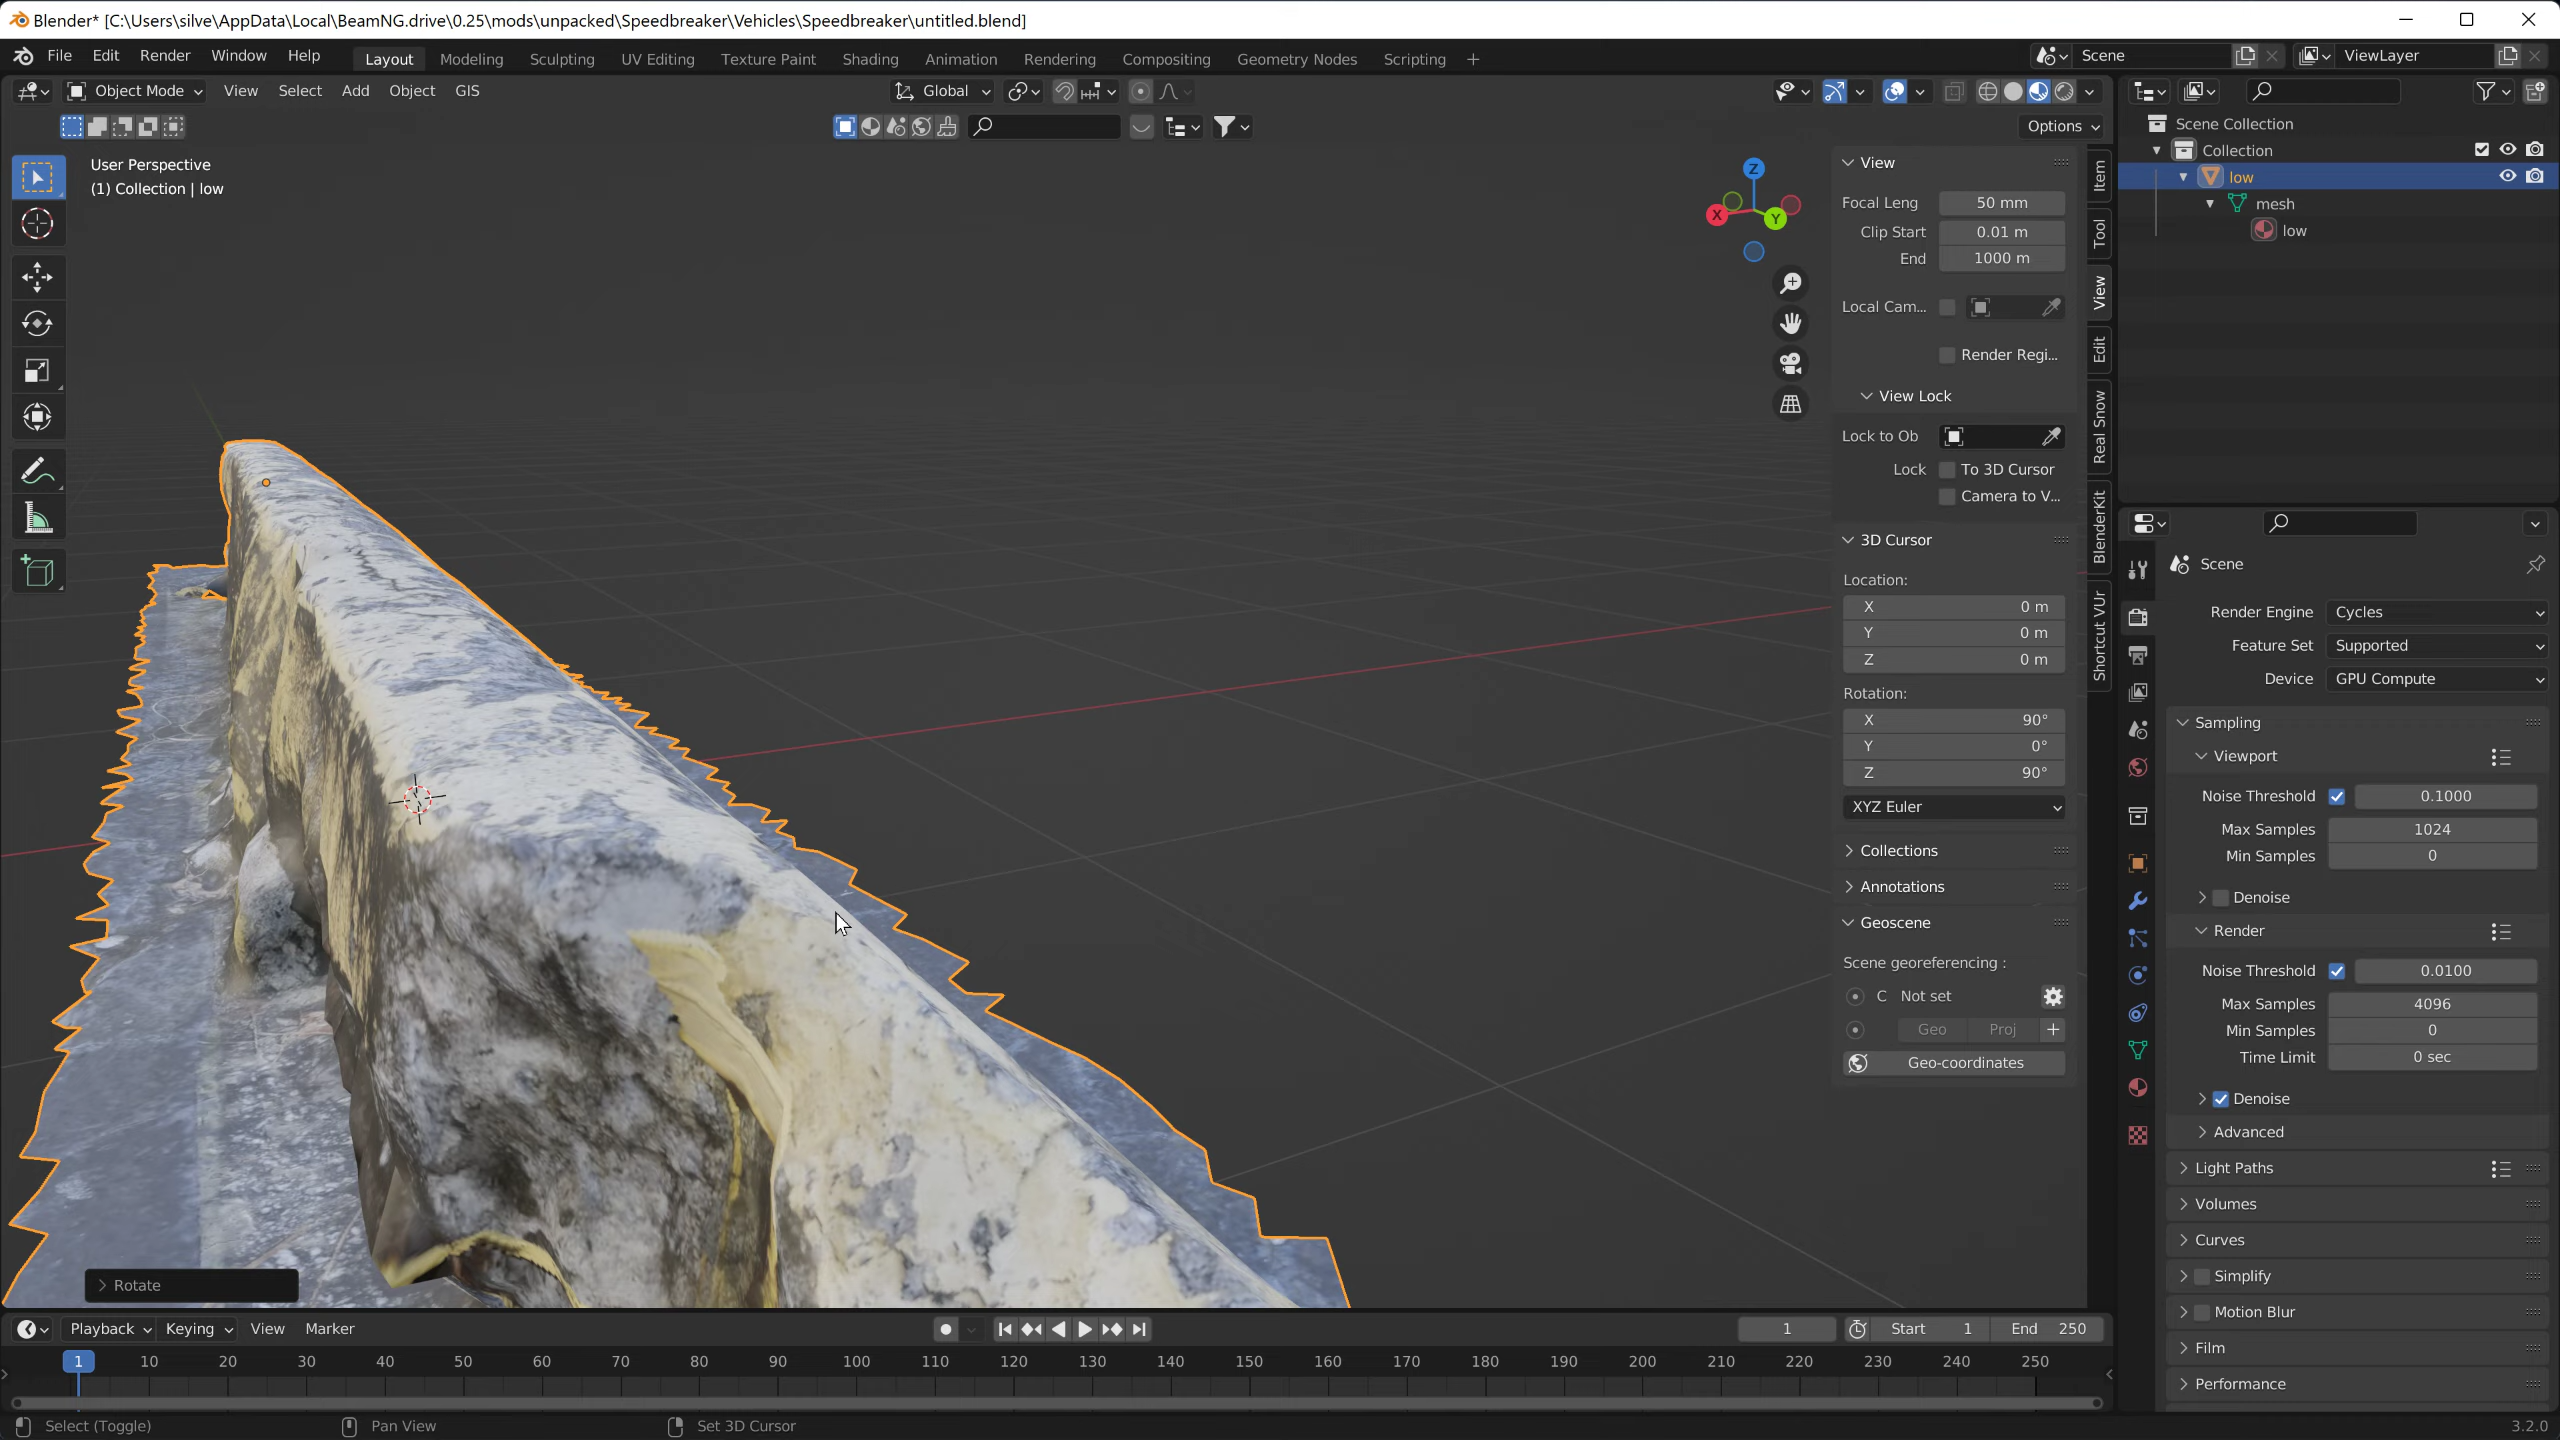 Blender* [C:\Users\silve\AppData\Local\BeamNG.drive\0.25\mods\unpacked\Speedbreaker\Vehicles\Speedbreaker\untitled.blend]
File Edit Render Window Help Layout Modeling Sculpting UV Editing Texture Paint Shading Animation Rendering Compositing Geometry Nodes Scripting + Scene ViewLayer
Object Mode View Select Add Object GIS Global
Options
User Perspective
(1) Collection | low
Z
X
Y
View
Focal Leng 50 mm
Clip Start 0.01 m
End 1000 m
Local Cam...
Render Regi...
View Lock
Lock to Ob
Lock To 3D Cursor
Camera to V...
3D Cursor
Location:
X 0 m
Y 0 m
Z 0 m
Rotation:
X 90°
Y 0°
Z 90°
XYZ Euler
Collections
Annotations
Geoscene
Scene georeferencing :
C Not set
Geo Proj +
Geo-coordinates
Item
Tool
View
Edit
Real Snow
BlenderKit
Shortcut VUr
Scene Collection
Collection
low
mesh
low
Scene
Render Engine Cycles
Feature Set Supported
Device GPU Compute
Sampling
Viewport
Noise Threshold 0.1000
Max Samples 1024
Min Samples 0
Denoise
Render
Noise Threshold 0.0100
Max Samples 4096
Min Samples 0
Time Limit 0 sec
Denoise
Advanced
Light Paths
Volumes
Curves
Simplify
Motion Blur
Film
Performance
Rotate
Playback Keying View Marker 1 Start 1 End 250
1 10 20 30 40 50 60 70 80 90 100 110 120 130 140 150 160 170 180 190 200 210 220 230 240 250
Select (Toggle) Pan View Set 3D Cursor 3.2.0